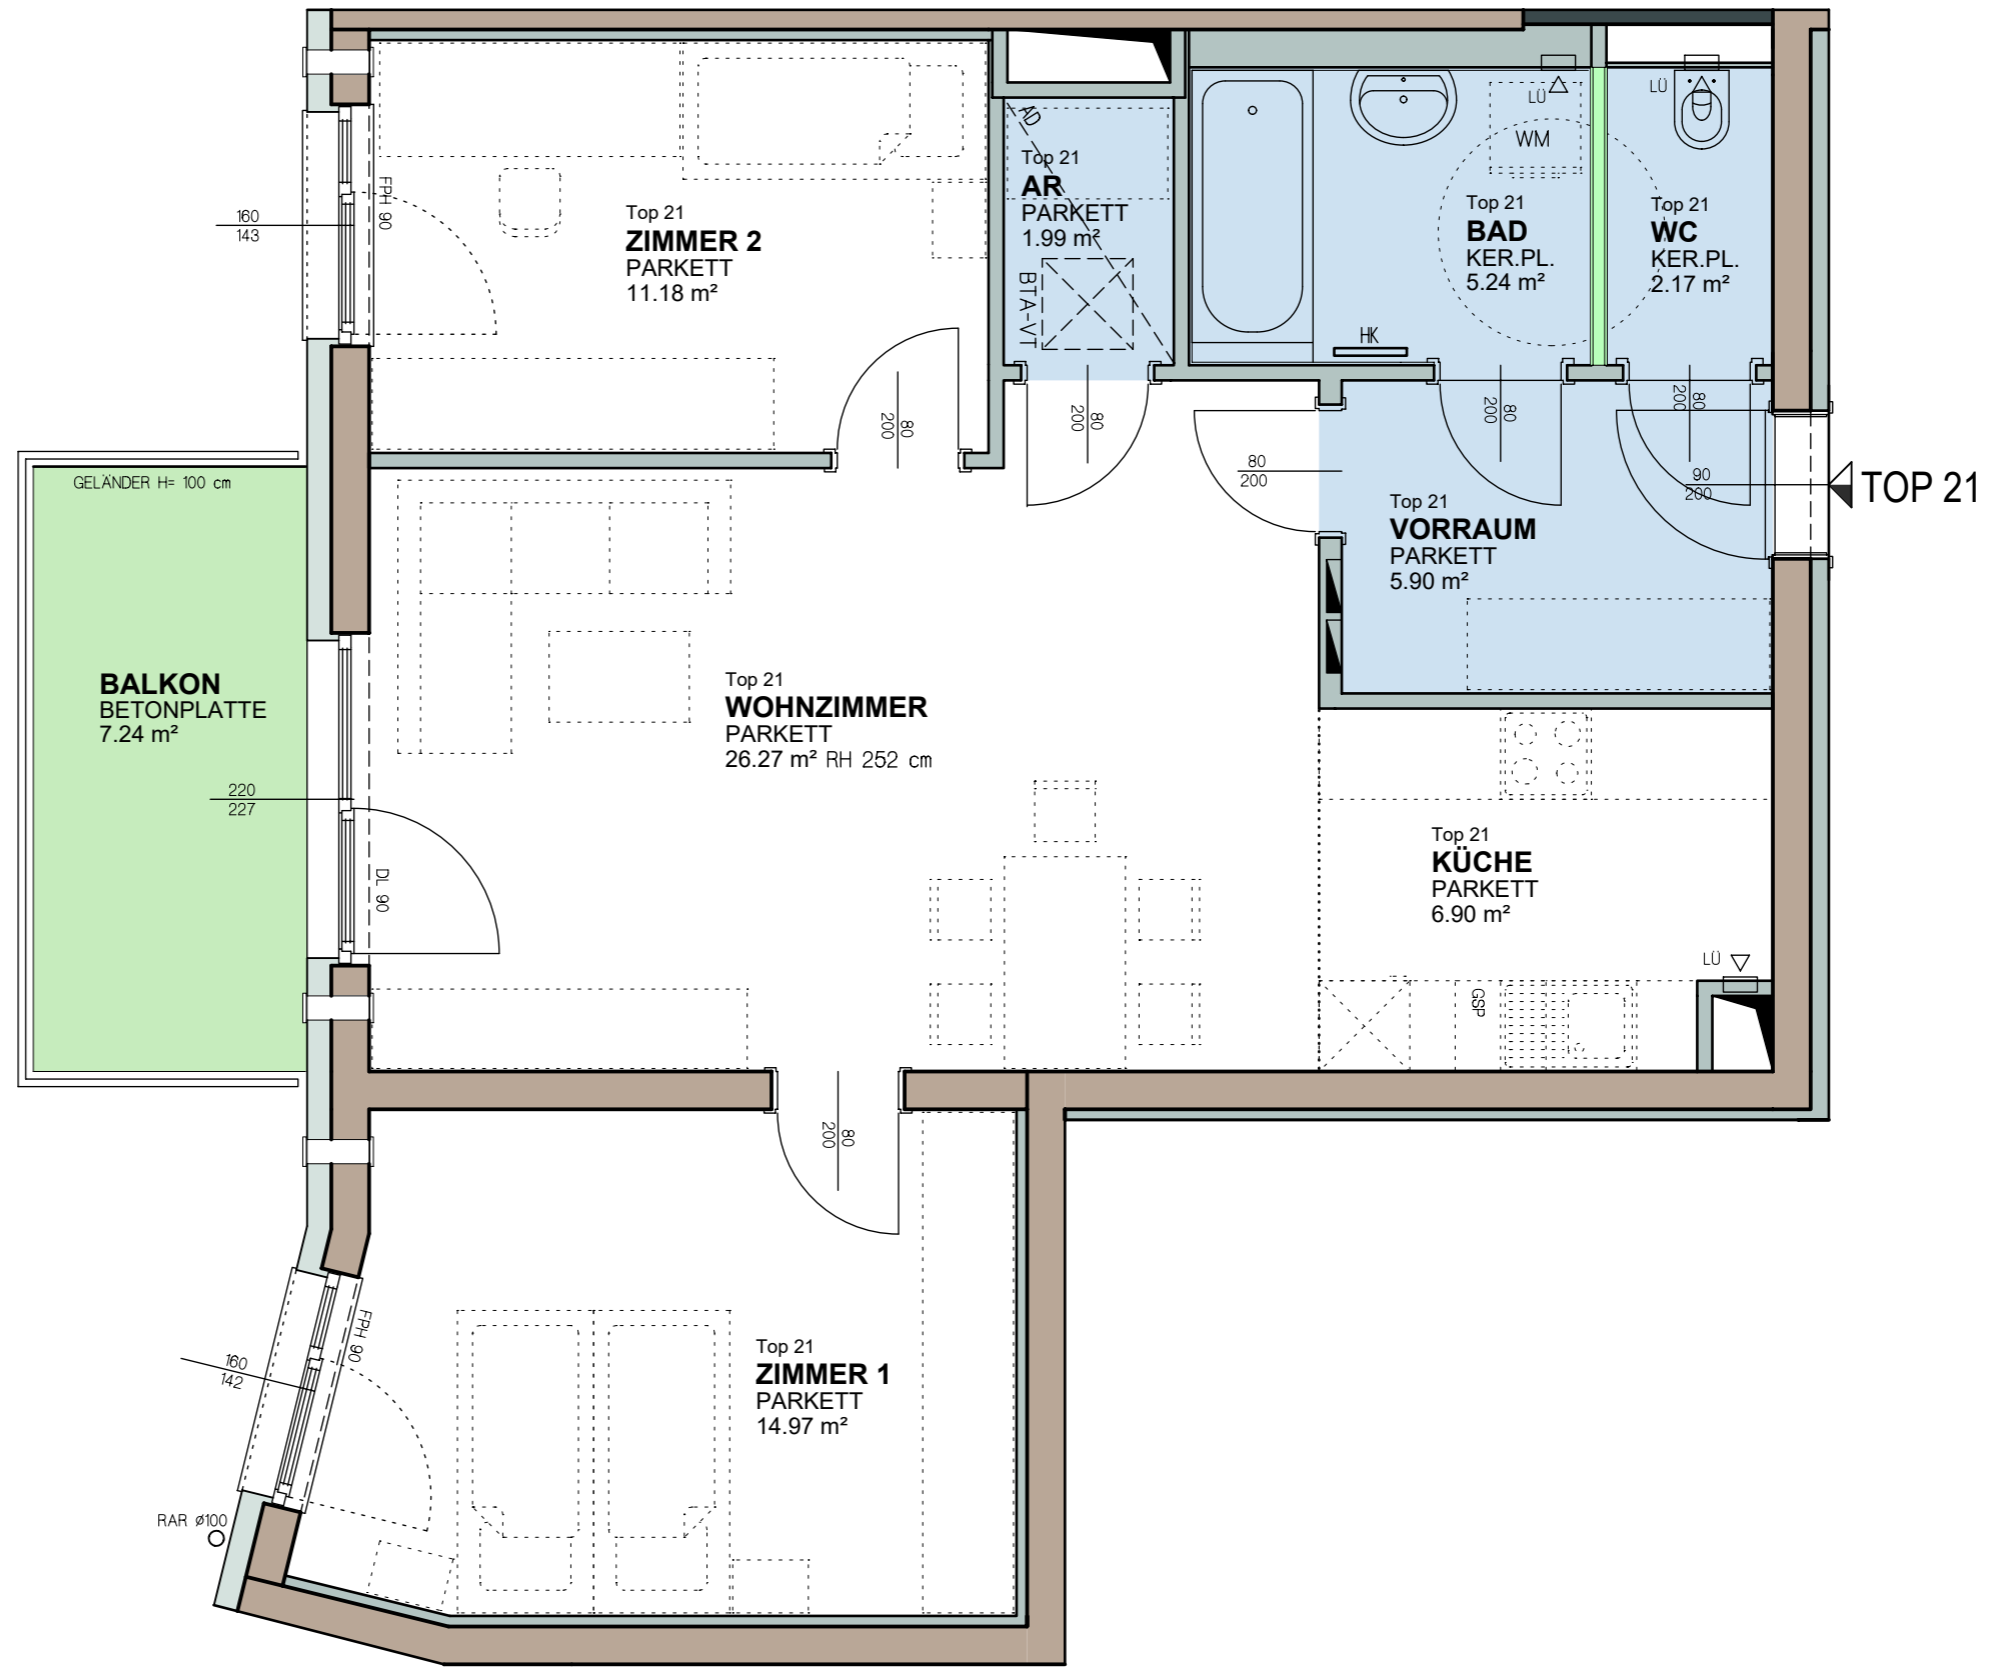 160
143
FPH 90
Top 21
ZIMMER 2
PARKETT
11.18 m²
80
200
AD
Top 21
AR
PARKETT
1.99 m²
BT A-VT
80
200
LÜ
WM
Top 21
BAD
KER.PL.
5.24 m²
HK
80
200
LÜ
Top 21
WC
KER.PL.
2.17 m²
80
200
80
200
90
200
TOP 21
Top 21
VORRAUM
PARKETT
5.90 m²
GELÄNDER H= 100 cm
BALKON
BETONPLATTE
7.24 m²
220
227
DL 90
Top 21
WOHNZIMMER
PARKETT
26.27 m² RH 252 cm
Top 21
KÜCHE
PARKETT
6.90 m²
LÜ
GSP
80
200
160
142
FPH 90
Top 21
ZIMMER 1
PARKETT
14.97 m²
RAR ø100